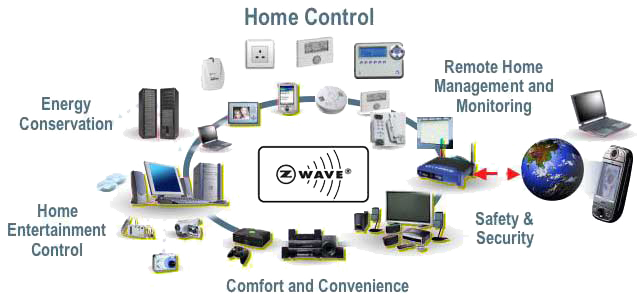 Home Control
Remote Home
Management and
Monitoring
Energy
Conservation
Z WAVE®
Home
Entertainment
Control
Safety &
Security
Comfort and Convenience